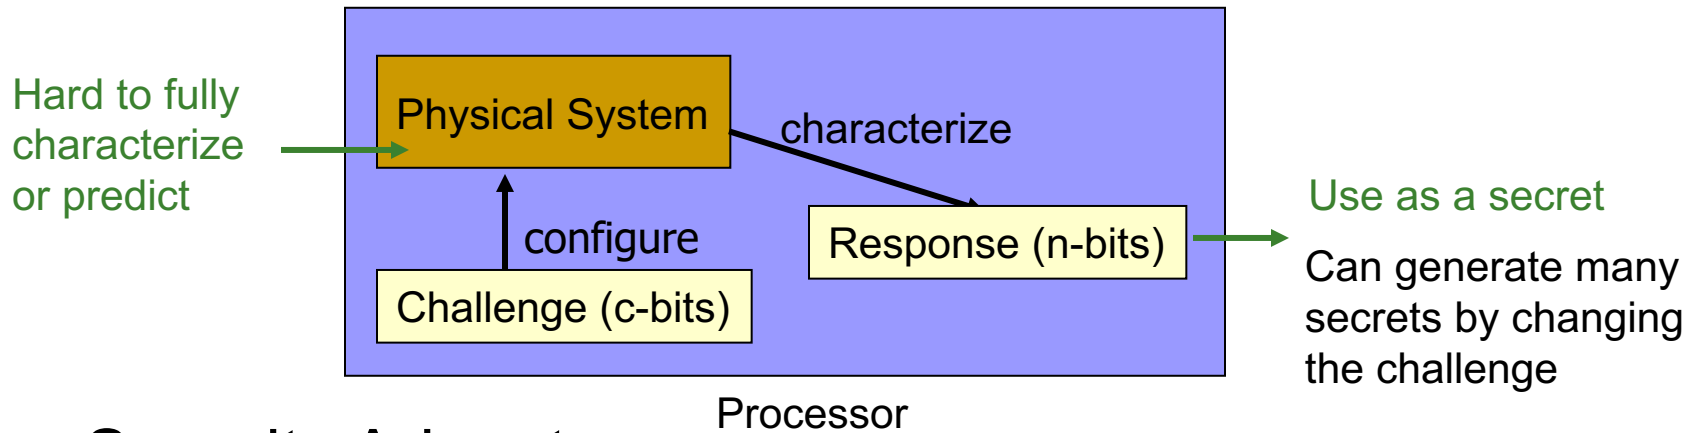 Hard to fully
characterize
or predict
Physical System
characterize
configure
Challenge (c-bits)
Response (n-bits)
Use as a secret
Can generate many
secrets by changing
the challenge
Processor